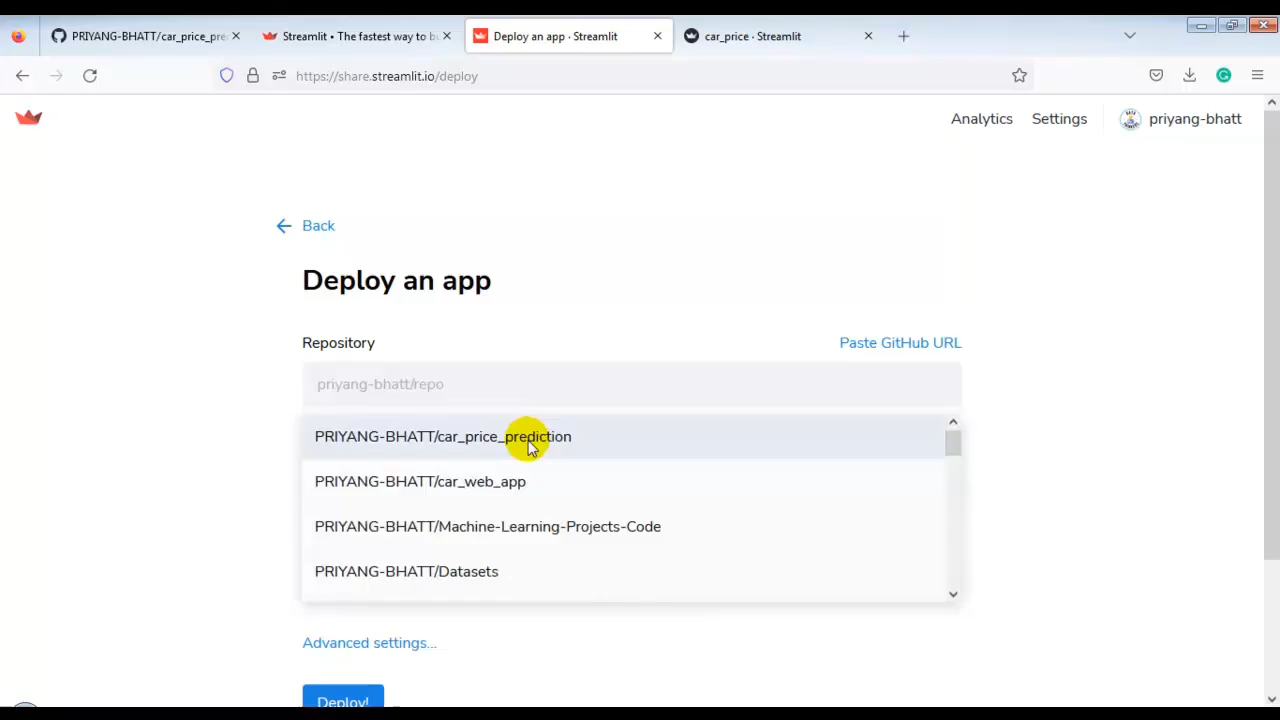 PRIYANG-BHATT/car_price_pre
Streamlit • The fastest way to bu
Deploy an app · Streamlit
car_price · Streamlit
https://share.streamlit.io/deploy
Analytics
Settings
priyang-bhatt
Back
Deploy an app
Repository
Paste GitHub URL
priyang-bhatt/repo
PRIYANG-BHATT/car_price_prediction
PRIYANG-BHATT/car_web_app
PRIYANG-BHATT/Machine-Learning-Projects-Code
PRIYANG-BHATT/Datasets
Advanced settings...
Deploy!